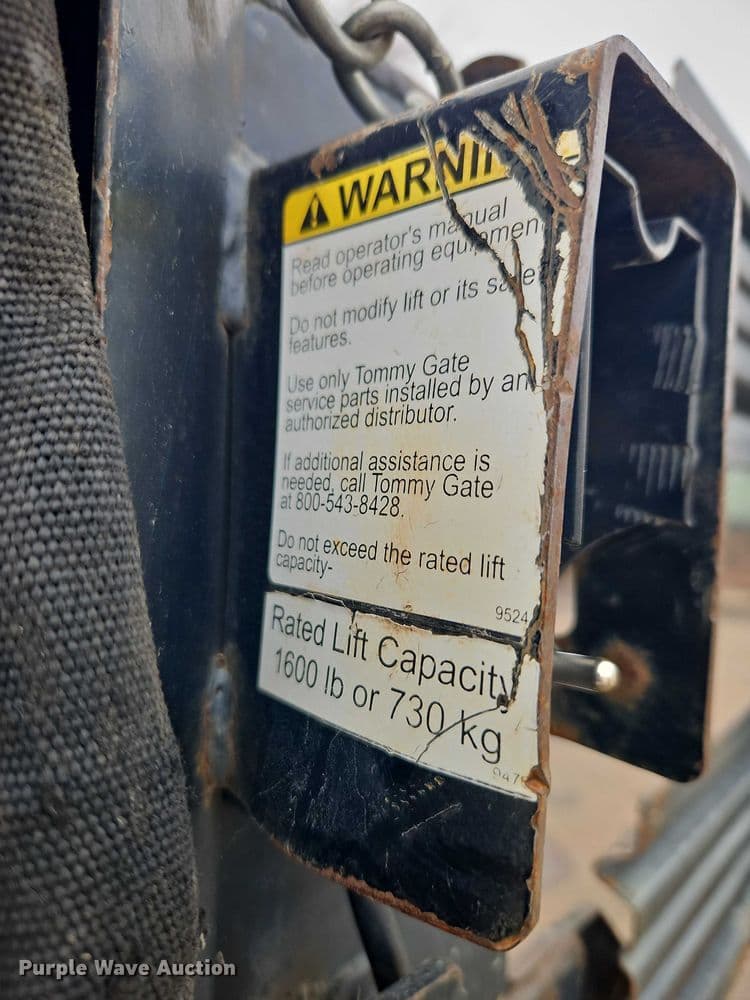 WARNIN
Read operator's manual
before operating equipmen
Do not modify lift or its safe
features.
Use only Tommy Gate
service parts installed by an
authorized distributor.
If additional assistance is
needed, call Tommy Gate
at 800-543-8428.
Do not exceed the rated lift
capacity-
9524
Rated Lift Capacity
1600 lb or 730 kg
Purple Wave Auction